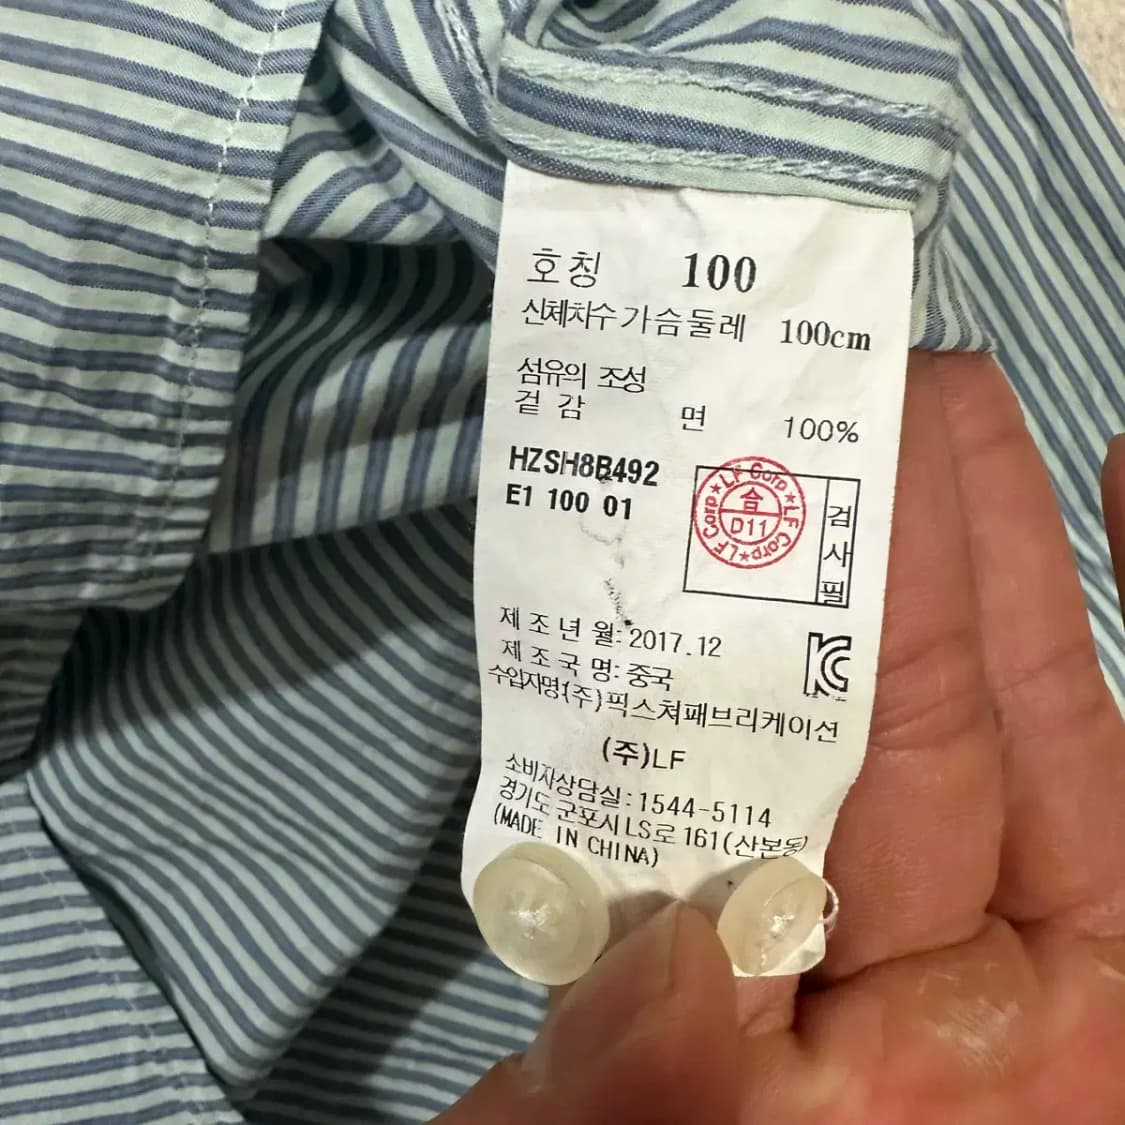 호칭 100
신체치수 가슴둘레 100cm
섬유의 조성
겉감 면 100%
HZSH8B492
E1 100 01
LF Corp★LF Corp★LF Corp★
合
D11
검사필
제조년월: 2017.12
제조국명: 중국
KC
수입자명:(주)픽스쳐패브리케이션
(주)LF
소비자상담실:1544-5114
경기도 군포시 LS로 161(산본동)
(MADE IN CHINA)